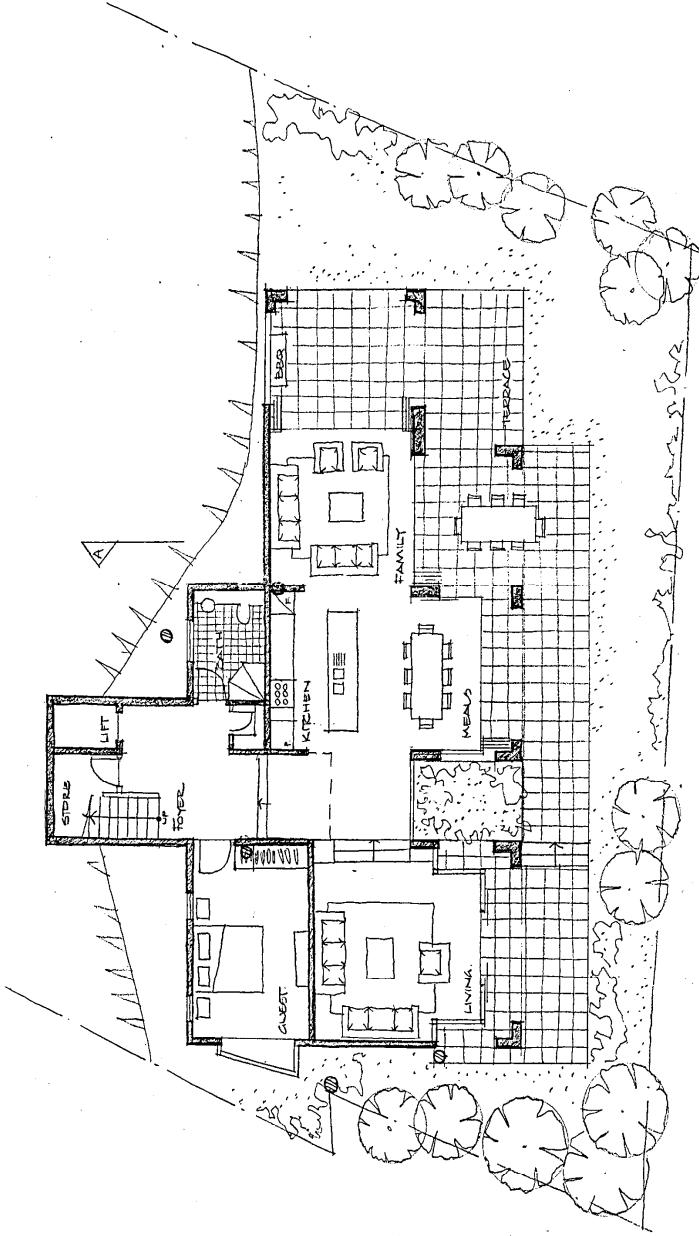 A
BBQ
TERRACE
FAMILY
BATH
F
P
KITCHEN
MEALS
LIFT
STORE
UP
FOYER
LIVING.
GUEST.